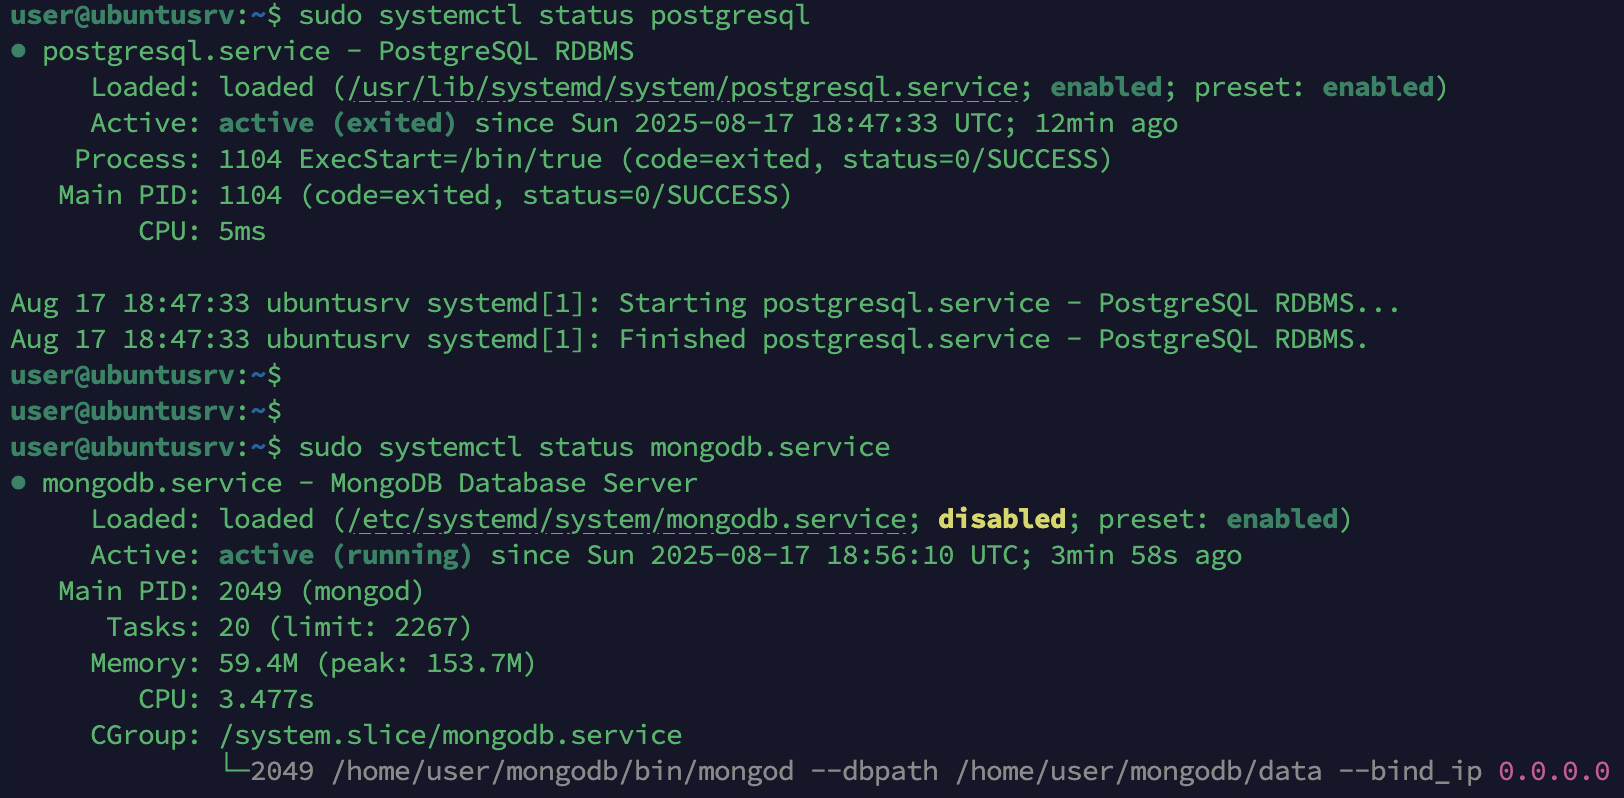 user@ubuntusrv:~$ sudo systemctl status postgresql
● postgresql.service - PostgreSQL RDBMS
     Loaded: loaded (/usr/lib/systemd/system/postgresql.service; enabled; preset: enabled)
     Active: active (exited) since Sun 2025-08-17 18:47:33 UTC; 12min ago
    Process: 1104 ExecStart=/bin/true (code=exited, status=0/SUCCESS)
   Main PID: 1104 (code=exited, status=0/SUCCESS)
        CPU: 5ms

Aug 17 18:47:33 ubuntusrv systemd[1]: Starting postgresql.service - PostgreSQL RDBMS...
Aug 17 18:47:33 ubuntusrv systemd[1]: Finished postgresql.service - PostgreSQL RDBMS.
user@ubuntusrv:~$
user@ubuntusrv:~$
user@ubuntusrv:~$ sudo systemctl status mongodb.service
● mongodb.service - MongoDB Database Server
     Loaded: loaded (/etc/systemd/system/mongodb.service; disabled; preset: enabled)
     Active: active (running) since Sun 2025-08-17 18:56:10 UTC; 3min 58s ago
   Main PID: 2049 (mongod)
      Tasks: 20 (limit: 2267)
     Memory: 59.4M (peak: 153.7M)
        CPU: 3.477s
     CGroup: /system.slice/mongodb.service
             └─2049 /home/user/mongodb/bin/mongod --dbpath /home/user/mongodb/data --bind_ip 0.0.0.0